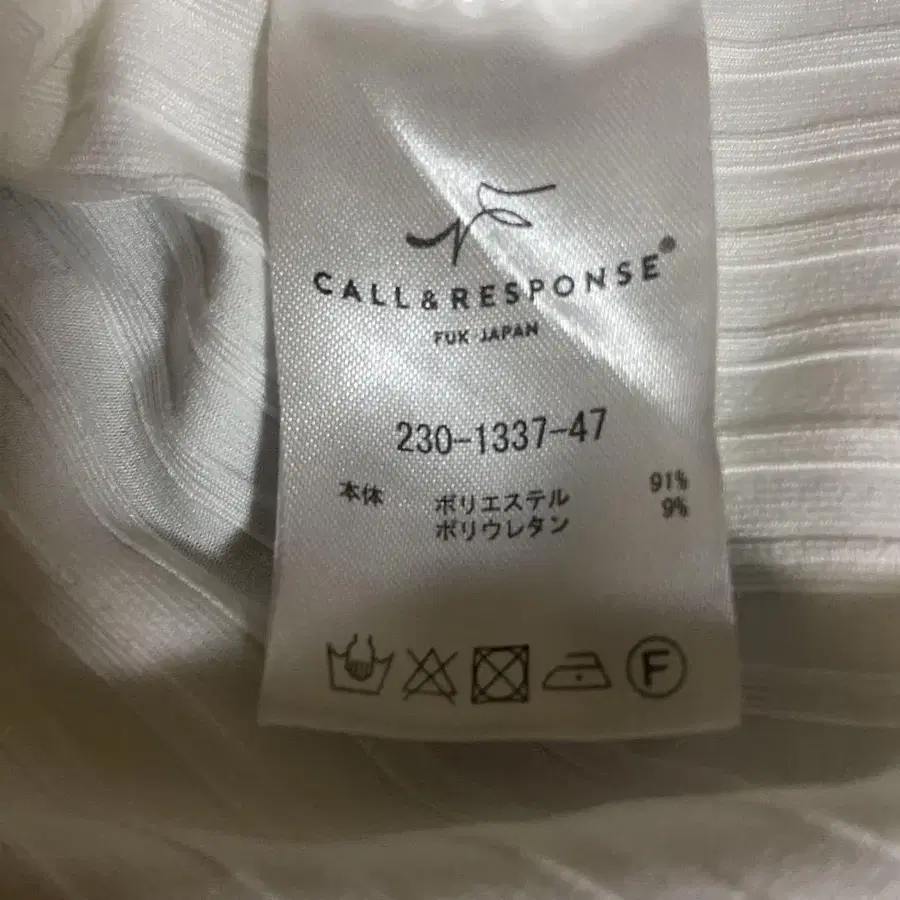 CALL & RESPONSE®
FUK JAPAN
230-1337-47
本体 ポリエステル 91%
ポリウレタン 9%
F